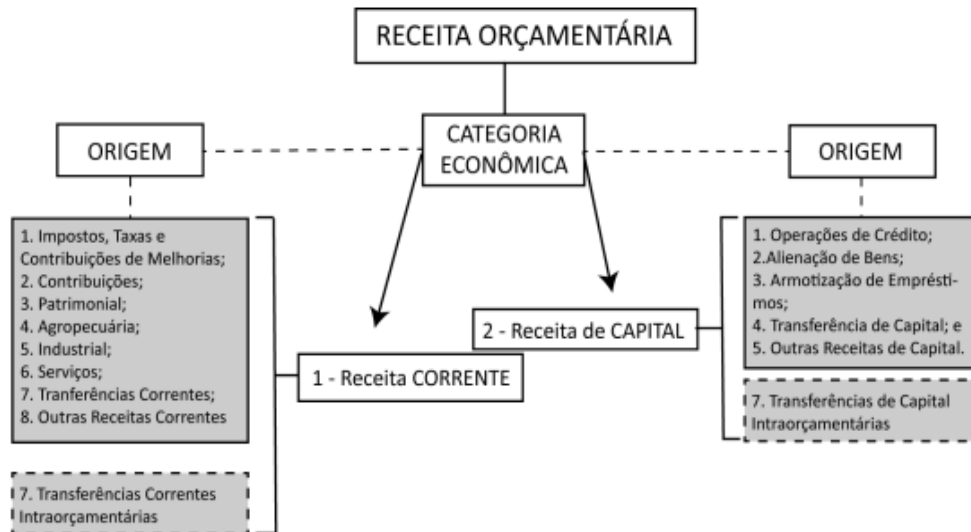 RECEITA ORÇAMENTÁRIA
CATEGORIA
ECONÔMICA
ORIGEM
1. Impostos, Taxas e
Contribuições de Melhorias;
2. Contribuições;
3. Patrimonial;
4. Agropecuária;
5. Industrial;
6. Serviços;
7. Tranferências Correntes;
8. Outras Receitas Correntes
7. Transferências Correntes
Intraorçamentárias
1 - Receita CORRENTE
2 - Receita de CAPITAL
ORIGEM
1. Operações de Crédito;
2.Alienação de Bens;
3. Armotização de Emprésti-
mos;
4. Transferência de Capital; e
5. Outras Receitas de Capital.
7. Transferências de Capital
Intraorçamentárias